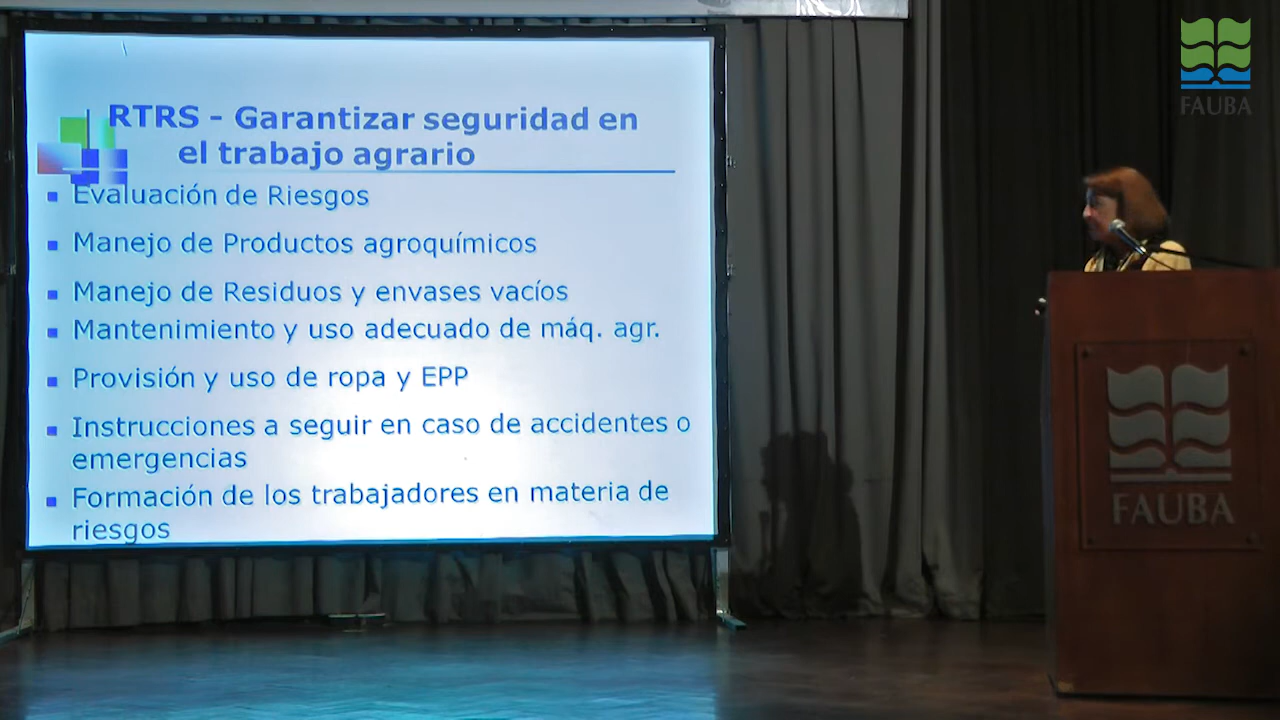 RTRS - Garantizar seguridad en
el trabajo agrario
Evaluación de Riesgos
Manejo de Productos agroquímicos
Manejo de Residuos y envases vacíos
Mantenimiento y uso adecuado de máq. agr.
Provisión y uso de ropa y EPP
Instrucciones a seguir en caso de accidentes o
emergencias
Formación de los trabajadores en materia de
riesgos
FAUBA
FAUBA